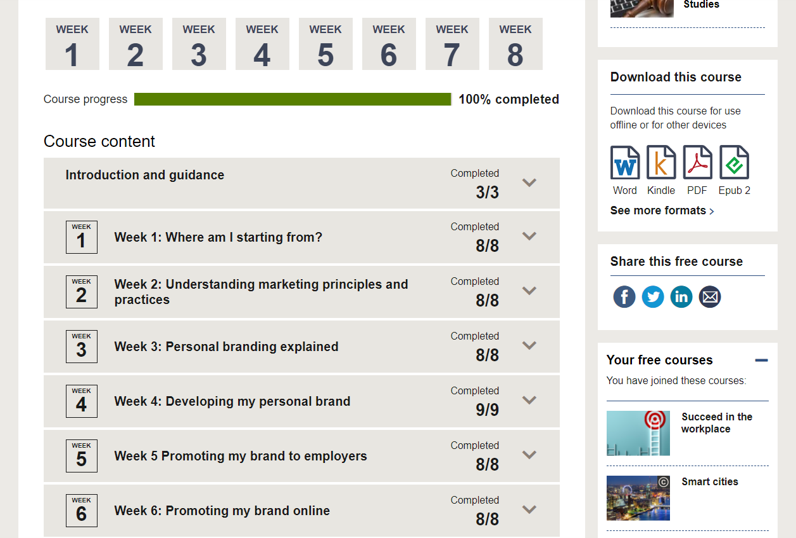 WEEK
1
WEEK
2
WEEK
3
WEEK
4
WEEK
5
WEEK
6
WEEK
7
WEEK
8
Course progress
100% completed
Course content
Introduction and guidance
Completed
3/3
WEEK
1
Week 1: Where am I starting from?
Completed
8/8
WEEK
2
Week 2: Understanding marketing principles and
practices
Completed
8/8
WEEK
3
Week 3: Personal branding explained
Completed
8/8
WEEK
4
Week 4: Developing my personal brand
Completed
9/9
WEEK
5
Week 5 Promoting my brand to employers
Completed
8/8
WEEK
6
Week 6: Promoting my brand online
Completed
8/8
Studies
Download this course
Download this course for use
offline or for other devices
W
k
e
Word
Kindle
PDF
Epub 2
See more formats >
Share this free course
f
in
Your free courses
You have joined these courses:
Succeed in the
workplace
©
Smart cities